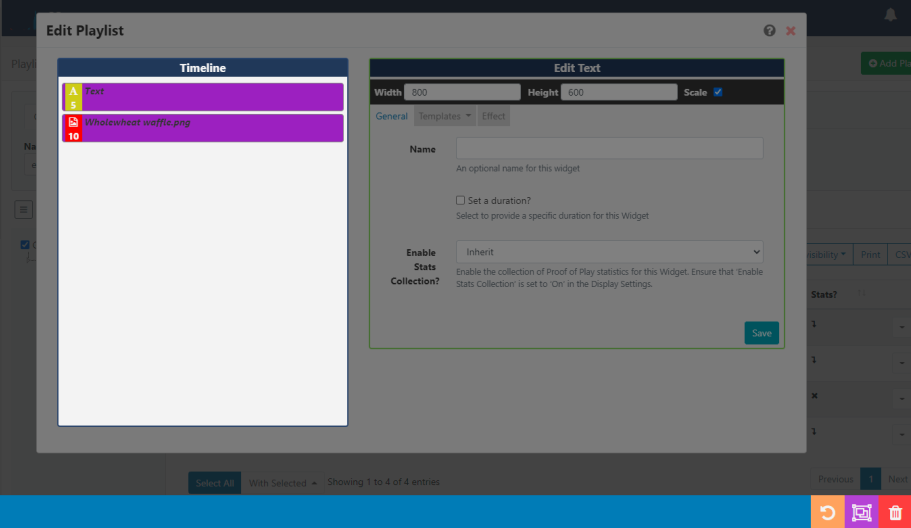 Edit Playlist
Playli
Add Pla
Timeline
A Text
5
Wholewheat waffle.png
10
Edit Text
Width 800 Height 600 Scale
General Templates Effect
Name
An optional name for this widget
Set a duration?
Select to provide a specific duration for this Widget
Enable Stats Collection?
Inherit
Enable the collection of Proof of Play statistics for this Widget. Ensure that 'Enable
Stats Collection' is set to 'On' in the Display Settings.
Save
Na
sibility Print CSV
Stats?
1
1
1
Select All With Selected Showing 1 to 4 of 4 entries
Previous 1 Next